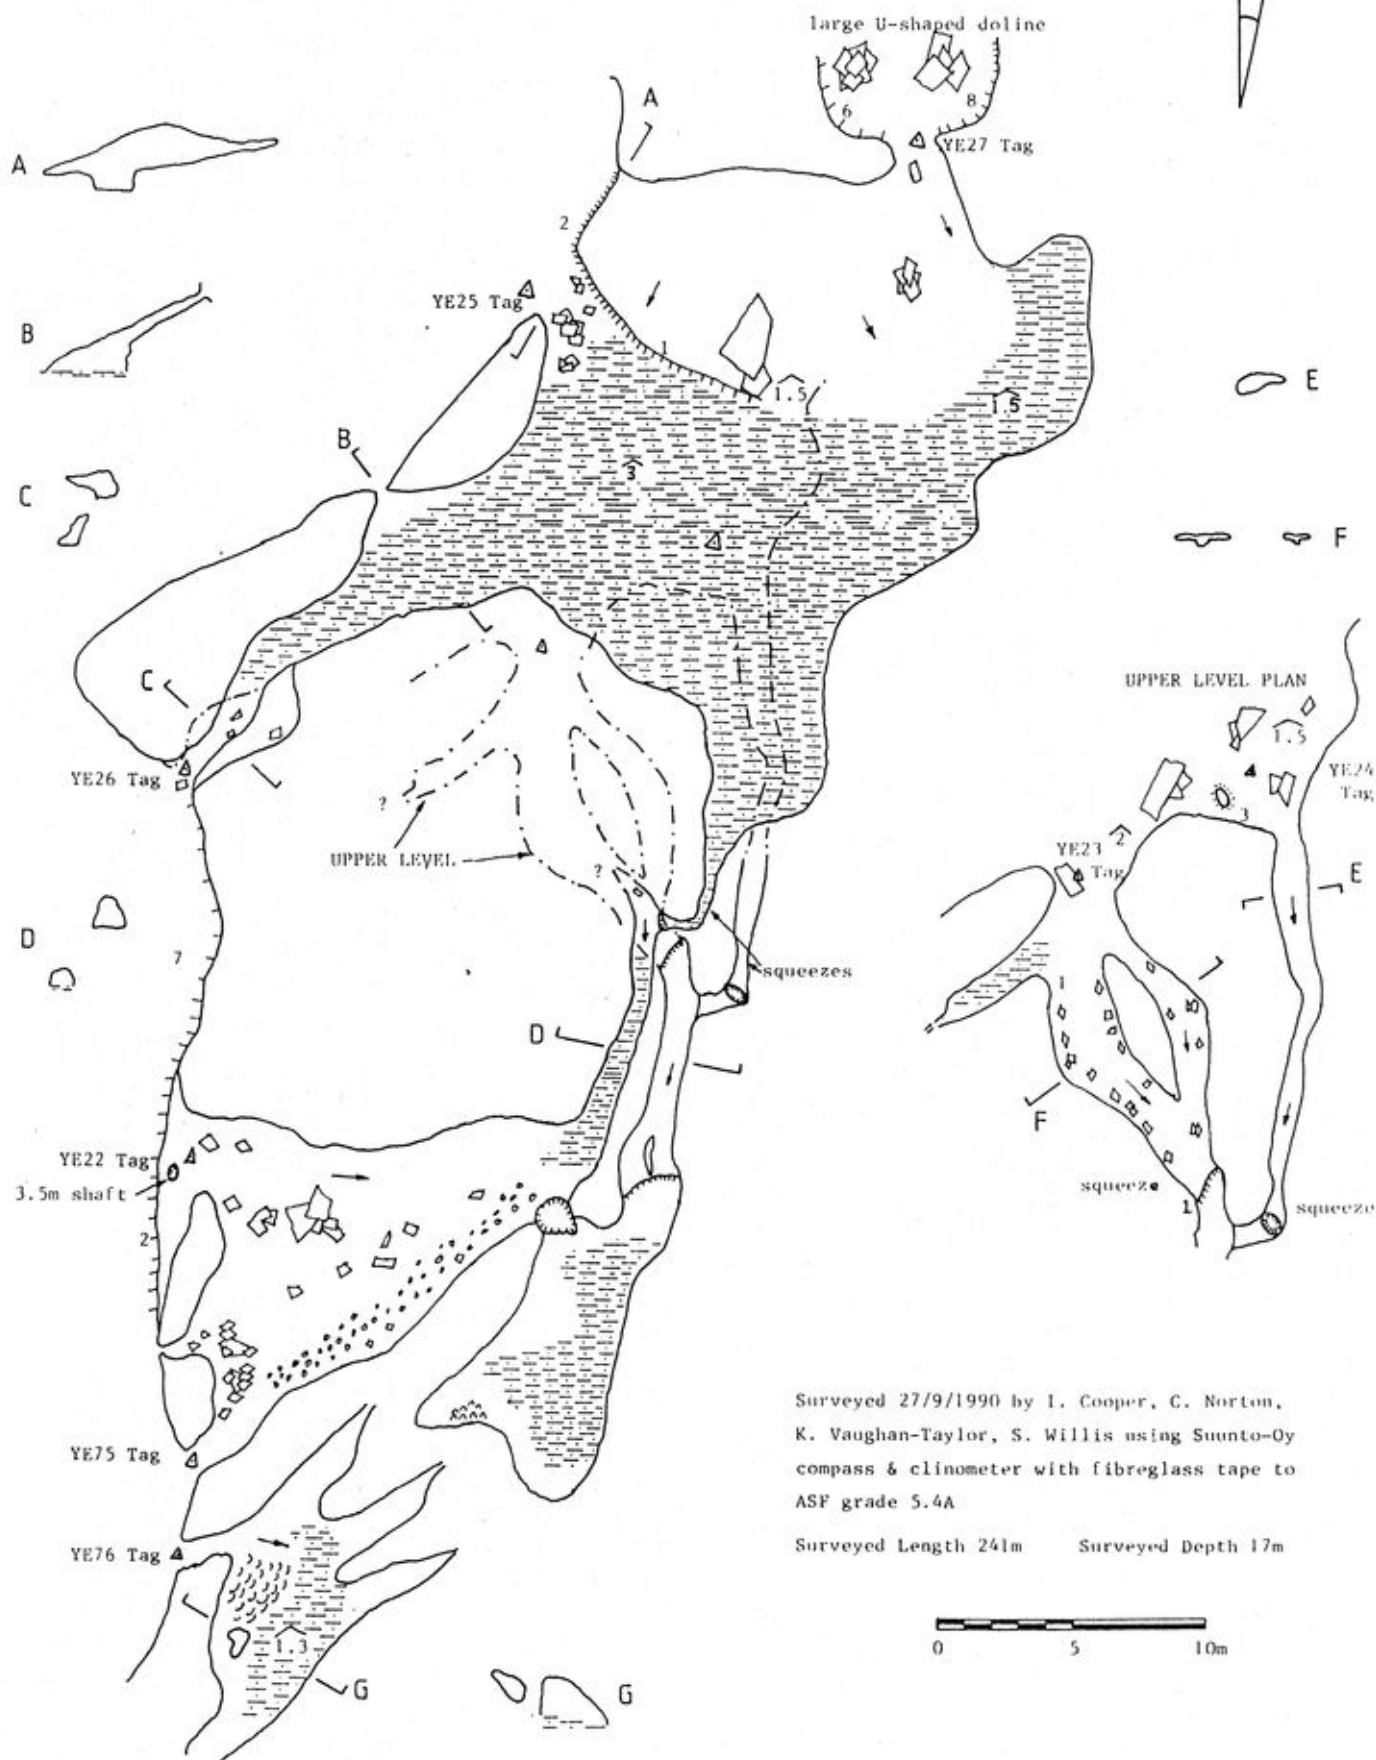 large U-shaped doline
A
6
8
YE27 Tag
A
2
YE25 Tag
B
1
1.5
1.5
E
B
3
C
F
C
UPPER LEVEL PLAN
1.5
YE26 Tag
YE24
Tag
?
3
2
UPPER LEVEL
YE23
Tag
?
E
D
7
squeezes
1
D
F
YE22 Tag
3.5m shaft
squeeze
1
squeeze
2
Surveyed 27/9/1990 by I. Cooper, C. Norton,
K. Vaughan-Taylor, S. Willis using Suunto-Oy
compass & clinometer with fibreglass tape to
ASF grade 5.4A
YE75 Tag
Surveyed Length 241m Surveyed Depth 17m
YE76 Tag
1.3
0 5 10m
G
G